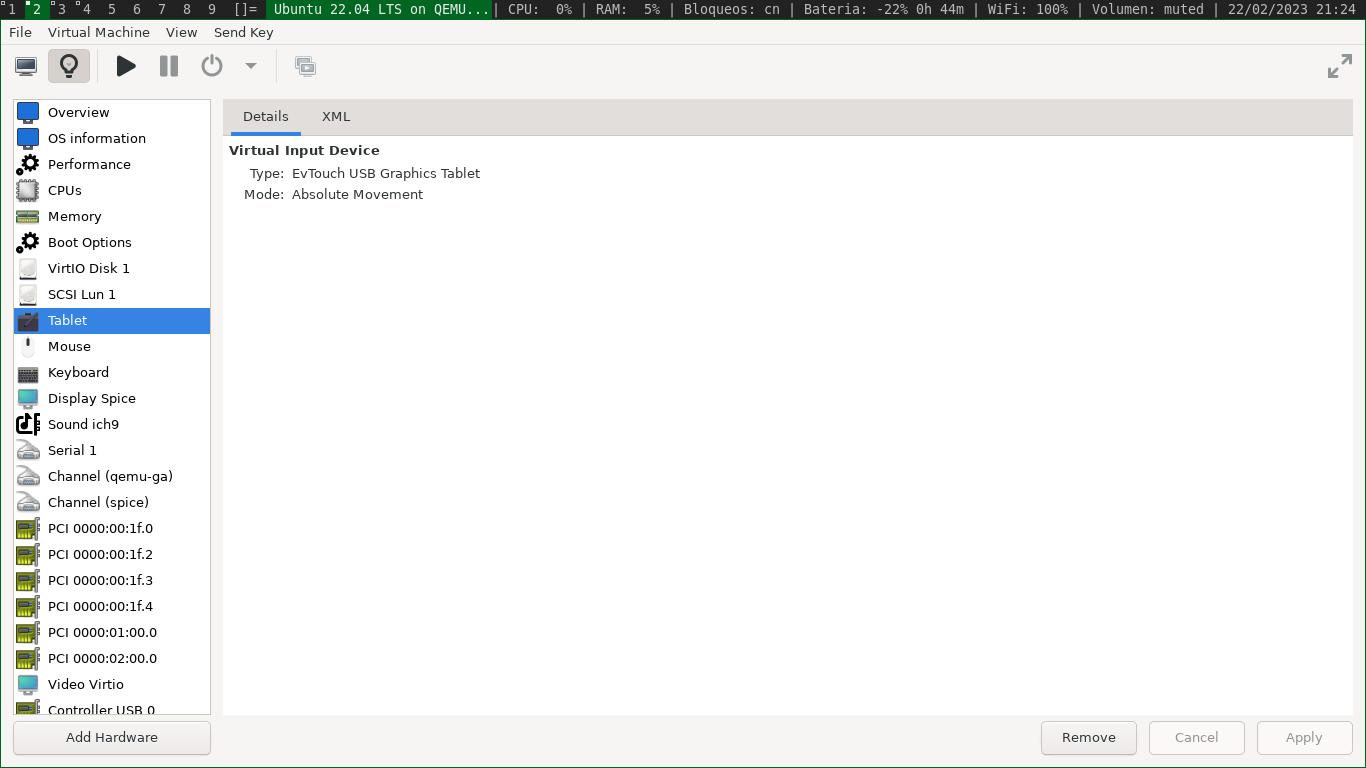 1 2 3 4 5 6 7 8 9 []= Ubuntu 22.04 LTS on QEMU... | CPU: 0% | RAM: 5% | Bloqueos: cn | Bateria: -22% 0h 44m | WiFi: 100% | Volumen: muted | 22/02/2023 21:24
File Virtual Machine View Send Key
Overview
OS information
Performance
CPUs
Memory
Boot Options
VirtIO Disk 1
SCSI Lun 1
Tablet
Mouse
Keyboard
Display Spice
Sound ich9
Serial 1
Channel (qemu-ga)
Channel (spice)
PCI 0000:00:1f.0
PCI 0000:00:1f.2
PCI 0000:00:1f.3
PCI 0000:00:1f.4
PCI 0000:01:00.0
PCI 0000:02:00.0
Video Virtio
Controller USB 0
Add Hardware
Details XML
Virtual Input Device
Type: EvTouch USB Graphics Tablet
Mode: Absolute Movement
Remove Cancel Apply